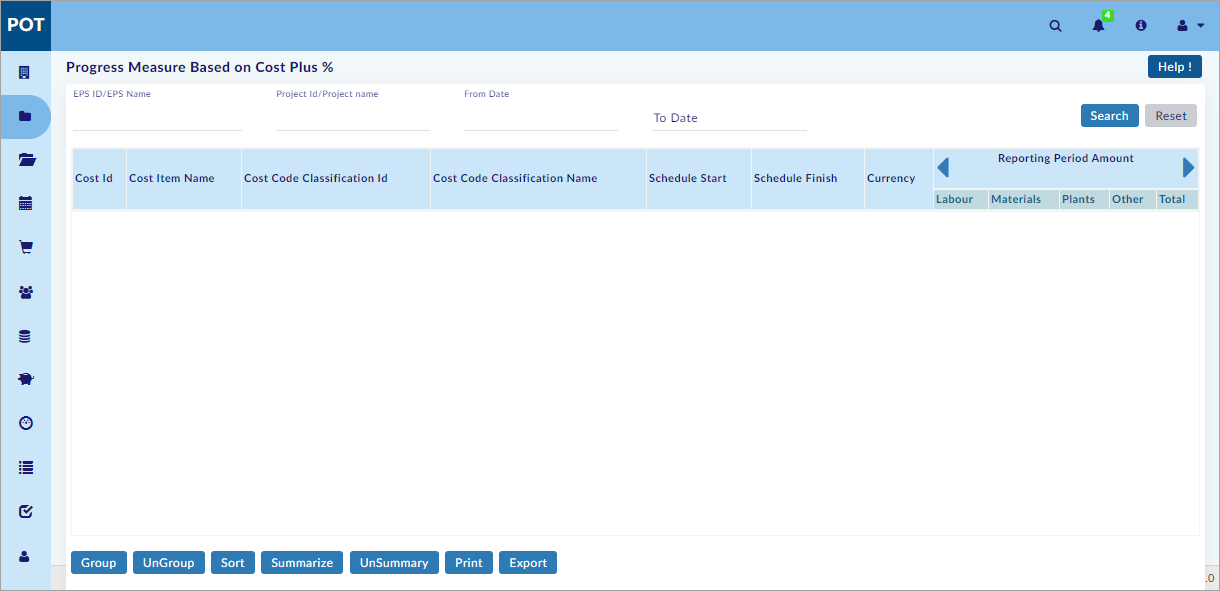 POT
4
Progress Measure Based on Cost Plus %
Help !
EPS ID/EPS Name
Project Id/Project name
From Date
To Date
Search
Reset
Cost Id
Cost Item Name
Cost Code Classification Id
Cost Code Classification Name
Schedule Start
Schedule Finish
Currency
Reporting Period Amount
Labour
Materials
Plants
Other
Total
Group
UnGroup
Sort
Summarize
UnSummary
Print
Export
.0